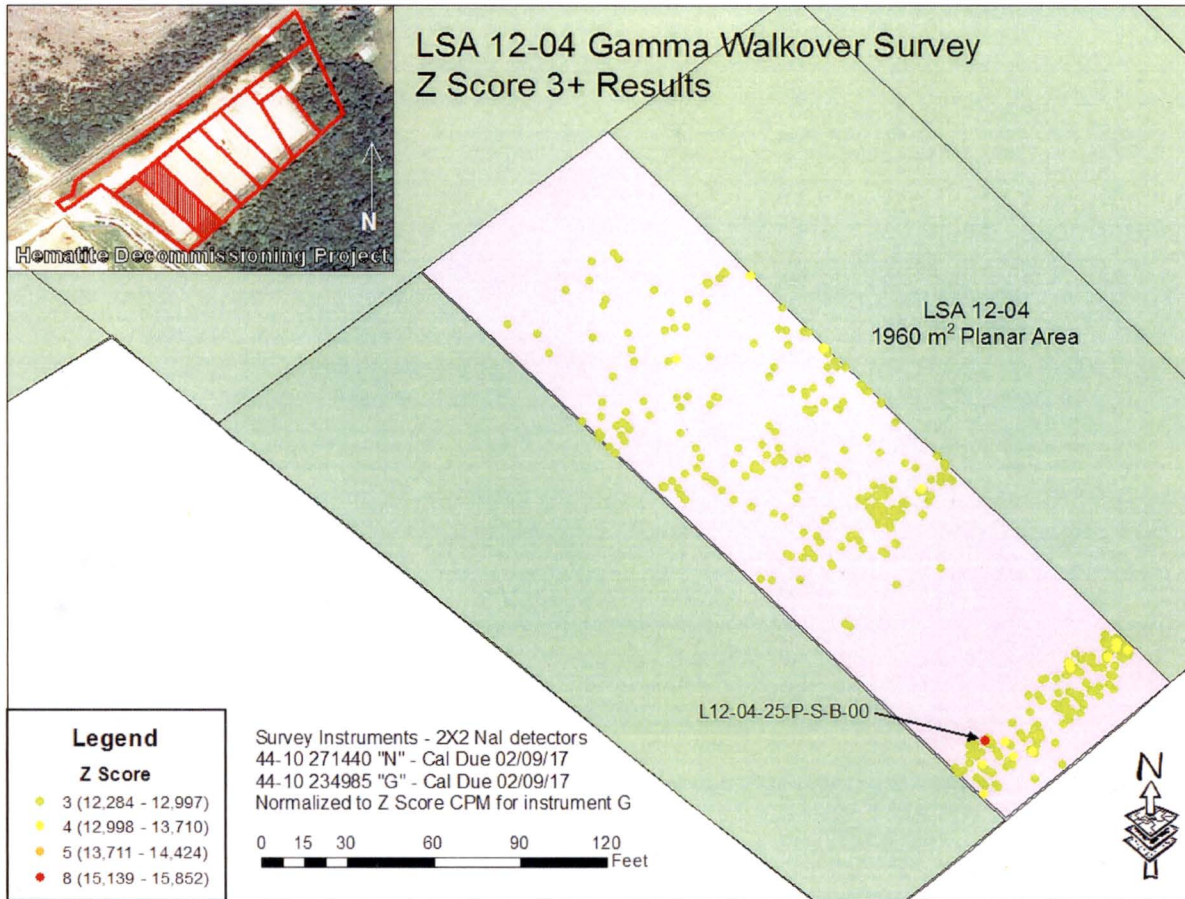 LSA 12-04 Gamma Walkover Survey
Z Score 3+ Results
N
Hematite Decommissioning Project
LSA 12-04
1960 m² Planar Area
L12-04-25-P-S-B-00
Legend
Z Score
3 (12,284 - 12,997)
4 (12,998 - 13,710)
5 (13,711 - 14,424)
8 (15,139 - 15,852)
Survey Instruments - 2X2 NaI detectors
44-10 271440 "N" - Cal Due 02/09/17
44-10 234985 "G" - Cal Due 02/09/17
Normalized to Z Score CPM for instrument G
0 15 30 60 90 120
Feet
N